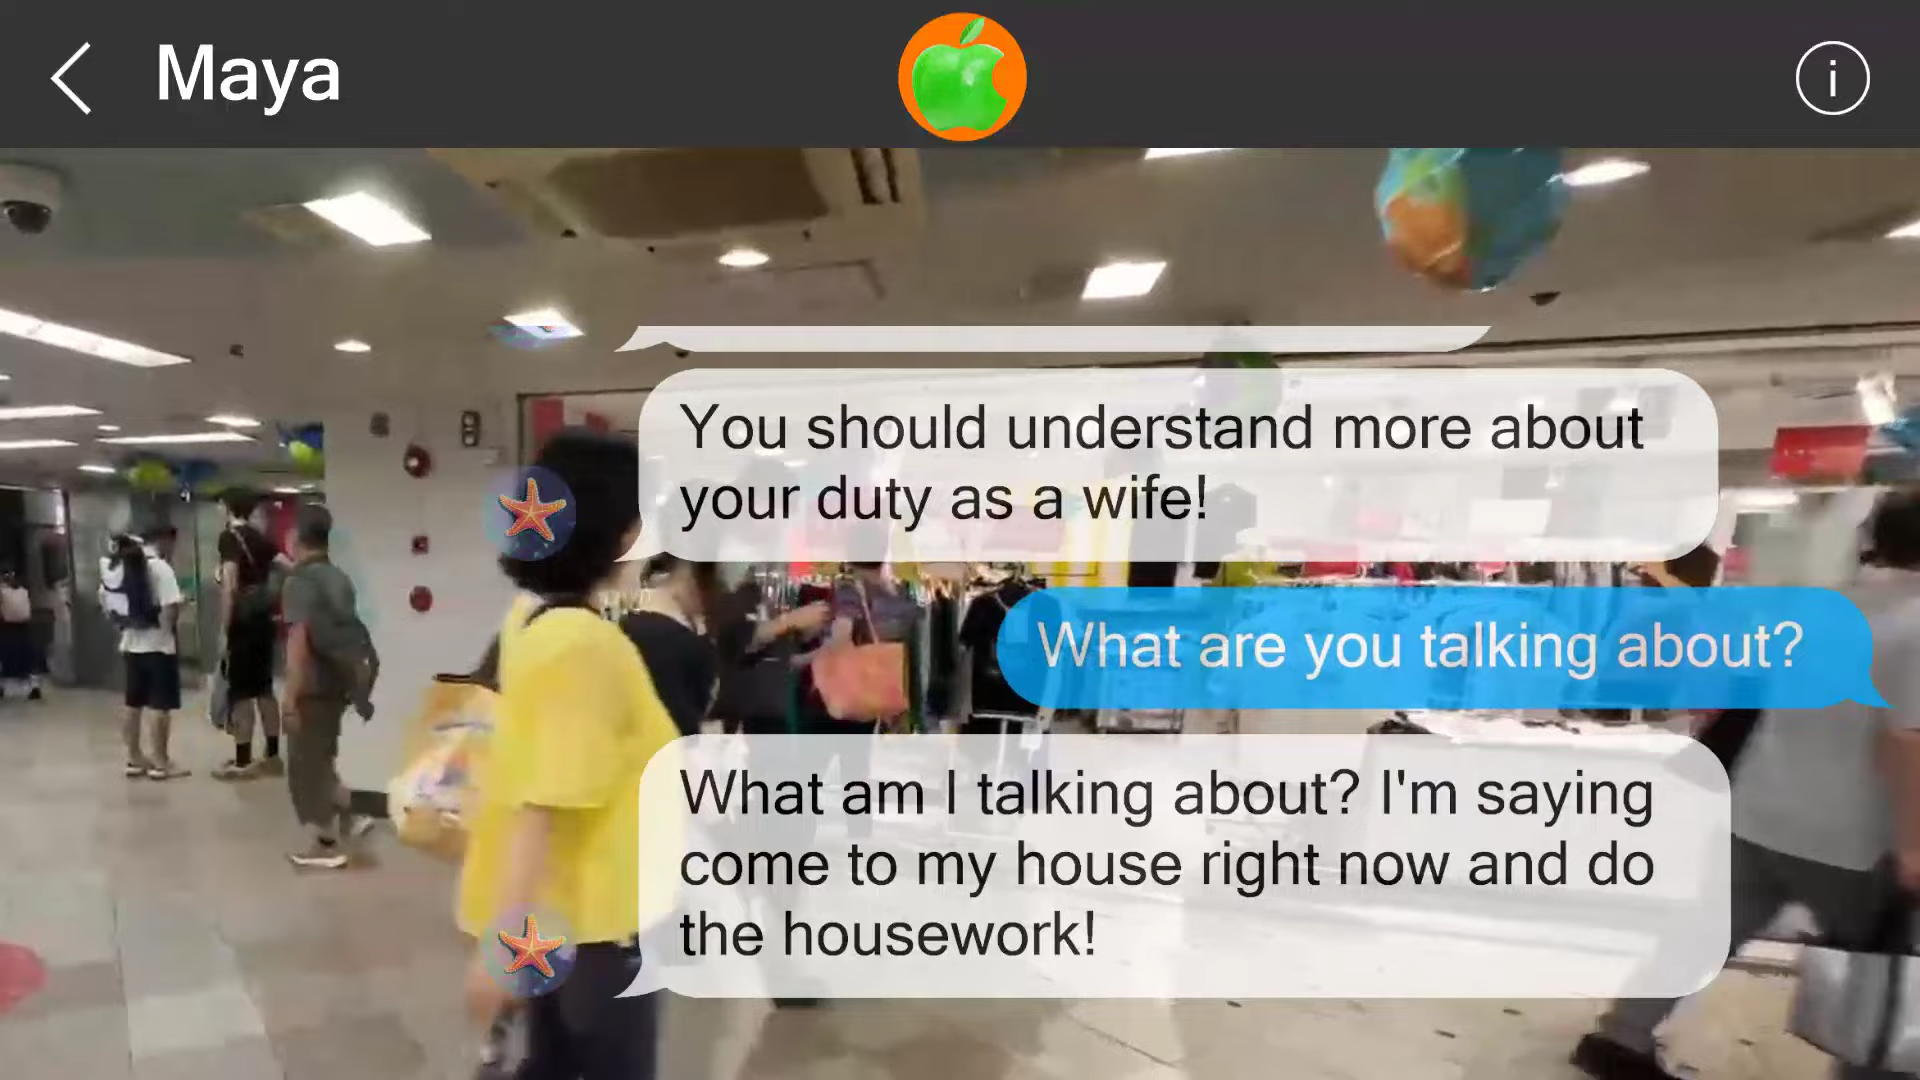 Maya
You should understand more about
your duty as a wife!
What are you talking about?
What am I talking about? I'm saying
come to my house right now and do
the housework!